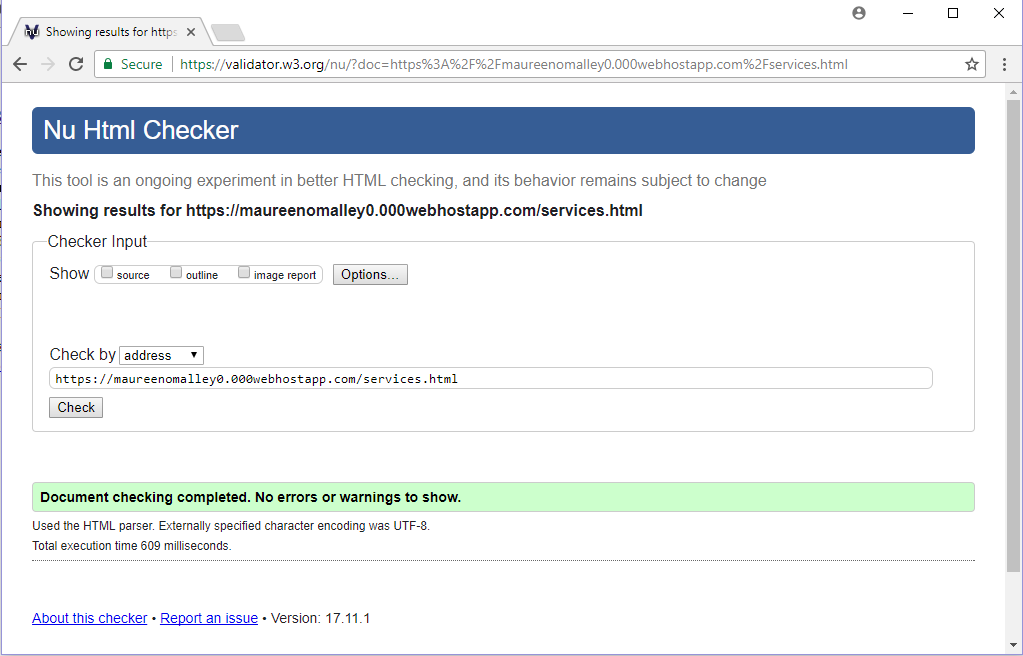 Showing results for https
Secure https://validator.w3.org/nu/?doc=https%3A%2F%2Fmaureenomalley0.000webhostapp.com%2Fservices.html
Nu Html Checker
This tool is an ongoing experiment in better HTML checking, and its behavior remains subject to change
Showing results for https://maureenomalley0.000webhostapp.com/services.html
Checker Input
Show source outline image report Options...
Check by address
https://maureenomalley0.000webhostapp.com/services.html
Check
Document checking completed. No errors or warnings to show.
Used the HTML parser. Externally specified character encoding was UTF-8.
Total execution time 609 milliseconds.
About this checker • Report an issue • Version: 17.11.1